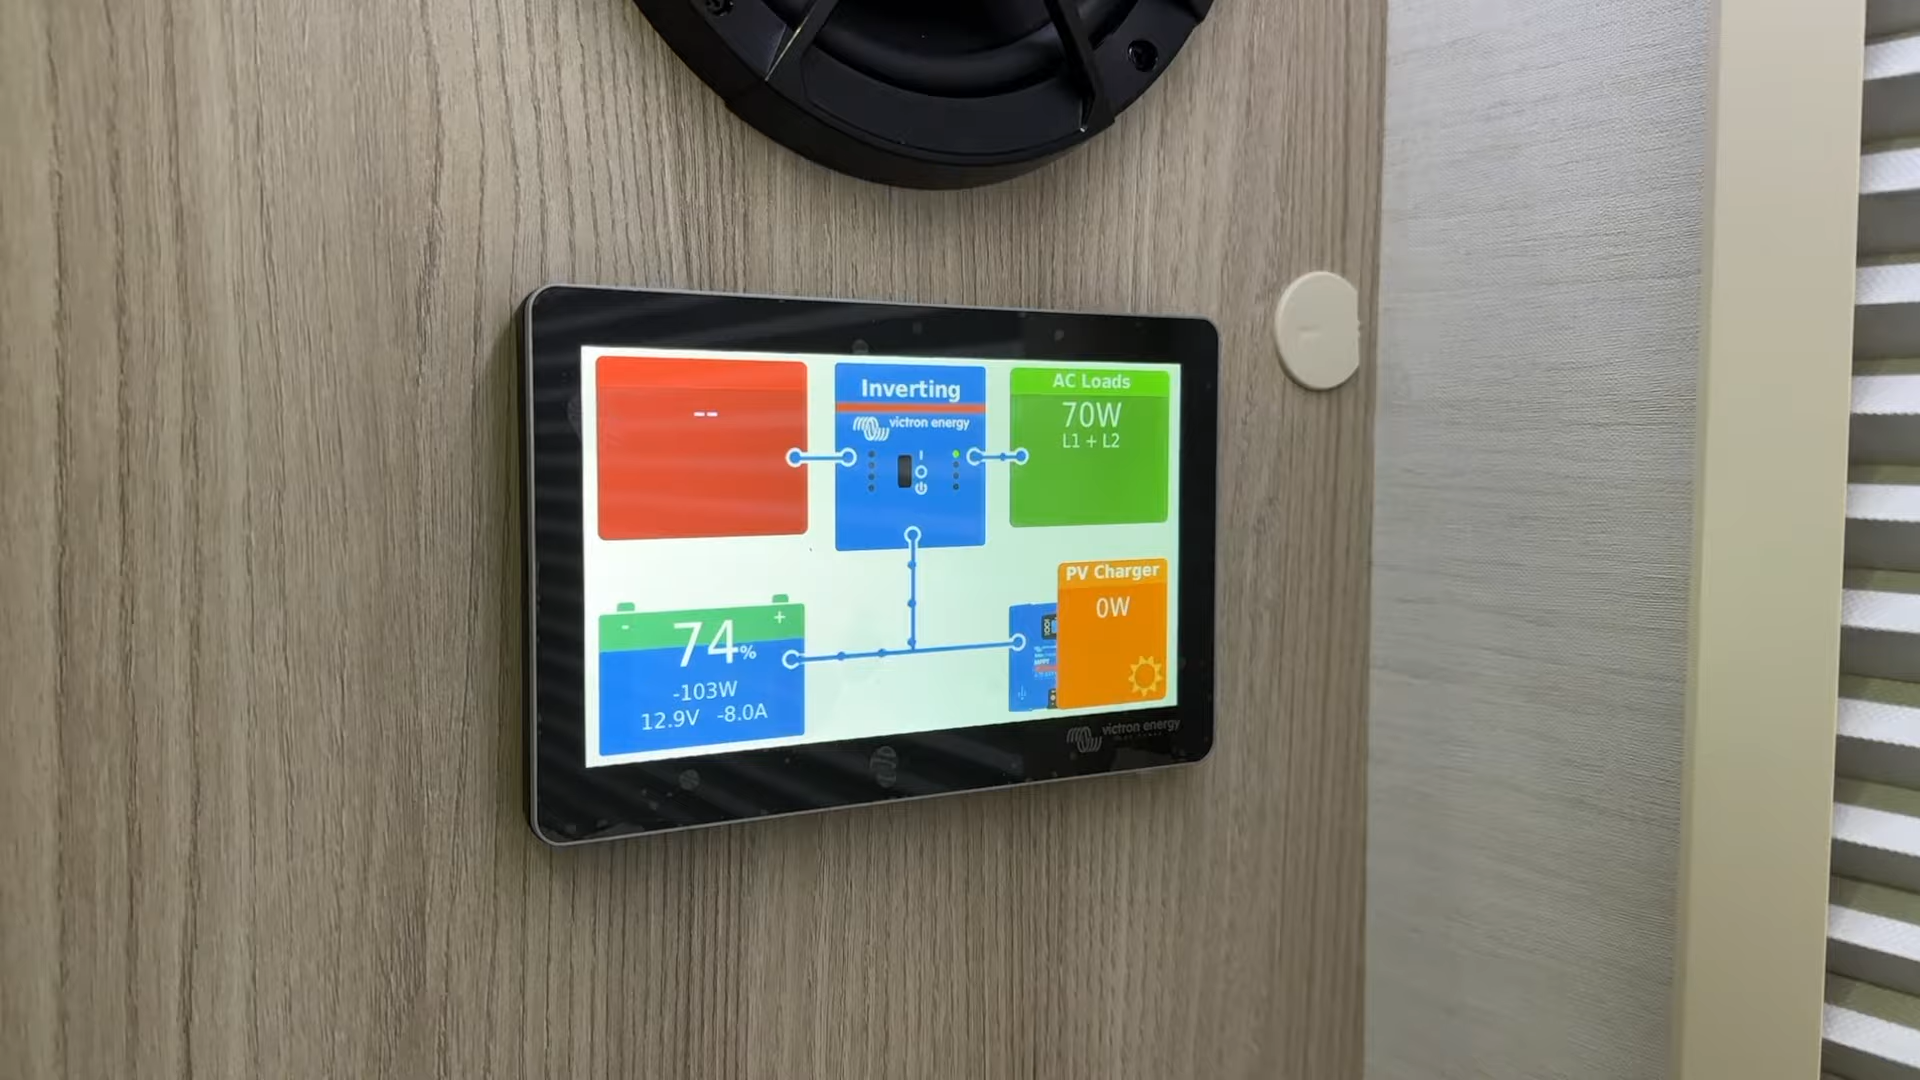 --
Inverting
victron energy
AC Loads
70W
L1 + L2
- +
74%
-103W
12.9V -8.0A
PV Charger
0W
MPPT
victron energy